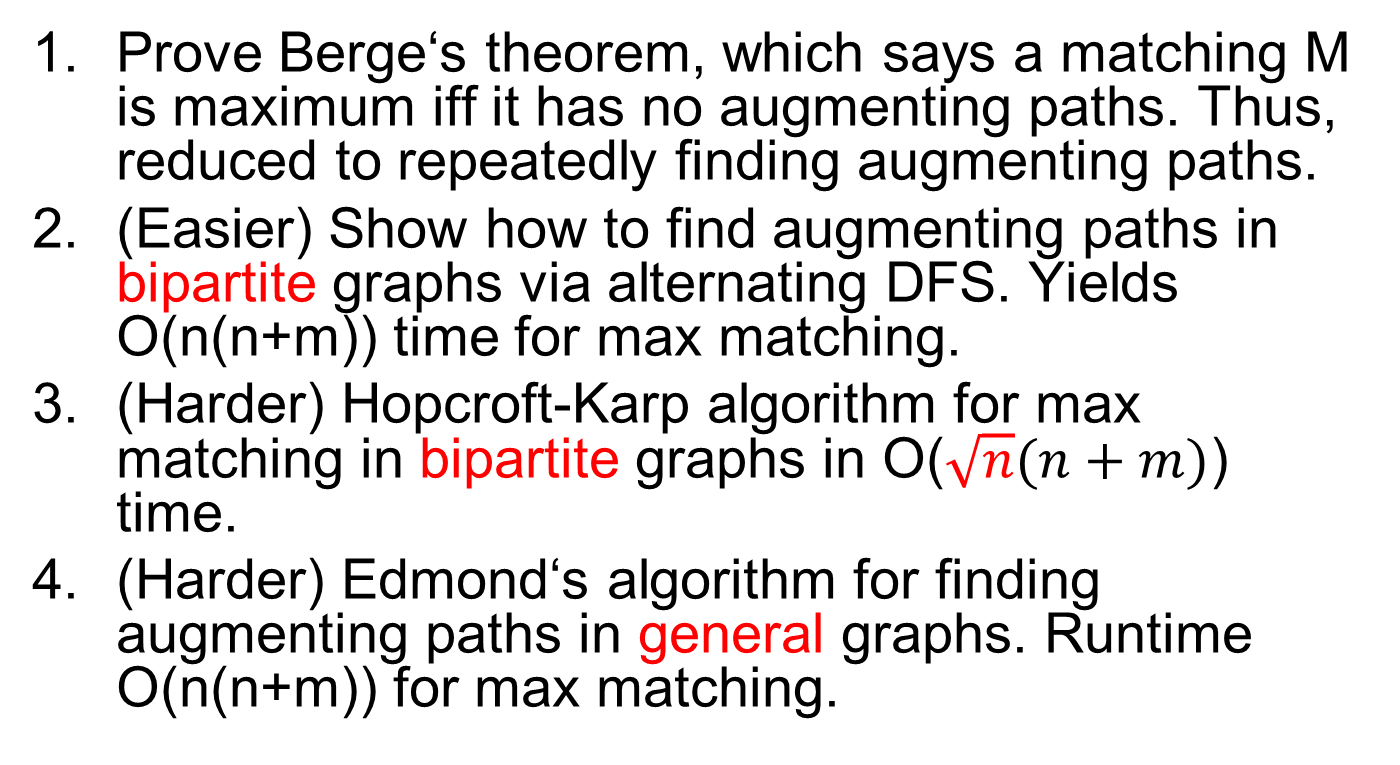 1. Prove Berge‘s theorem, which says a matching M
is maximum iff it has no augmenting paths. Thus,
reduced to repeatedly finding augmenting paths.
2. (Easier) Show how to find augmenting paths in
bipartite graphs via alternating DFS. Yields
O(n(n+m)) time for max matching.
3. (Harder) Hopcroft-Karp algorithm for max
matching in bipartite graphs in O(√n(n + m))
time.
4. (Harder) Edmond‘s algorithm for finding
augmenting paths in general graphs. Runtime
O(n(n+m)) for max matching.